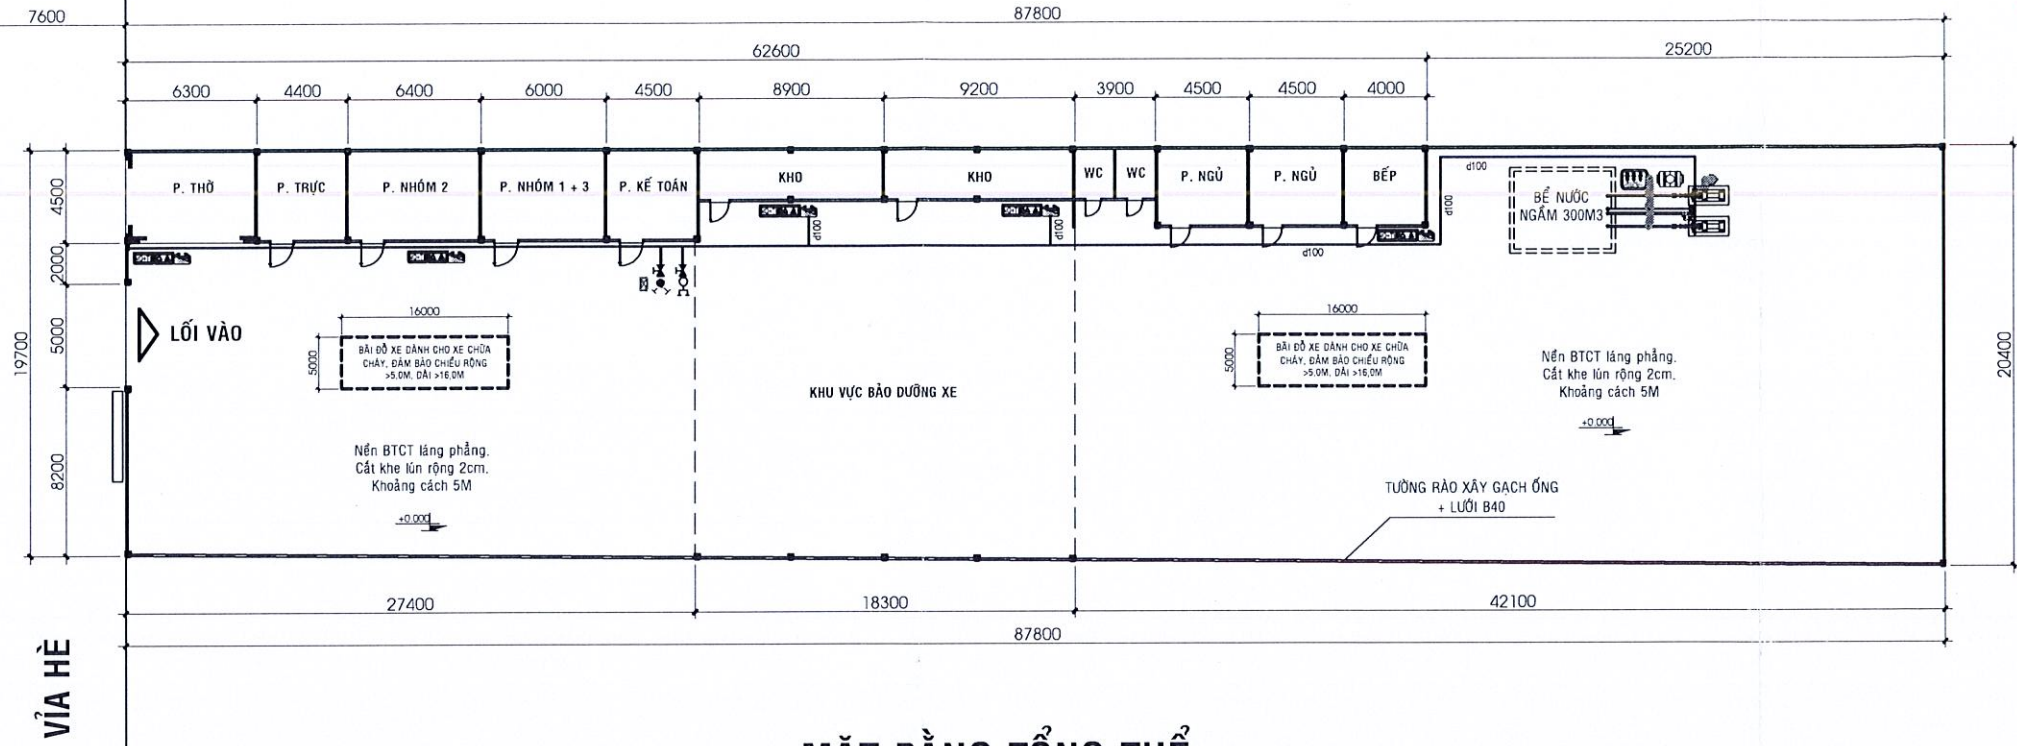 7600
87800
62600
25200
6300
4400
6400
6000
4500
8900
9200
3900
4500
4500
4000
19700
4500
2000
5000
8200
20400
P. THỜ
P. TRỰC
P. NHÓM 2
P. NHÓM 1 + 3
P. KẾ TOÁN
KHO
KHO
WC
WC
P. NGỦ
P. NGỦ
BẾP
d100
d100
d100
d100
d100
BỂ NƯỚC
NGẦM 300M3
LỐI VÀO
16000
5000
BÃI ĐỖ XE DÀNH CHO XE CHỮA
CHÁY, ĐẢM BẢO CHIỀU RỘNG
>5,0M, DÀI >16,0M
KHU VỰC BẢO DƯỠNG XE
16000
5000
BÃI ĐỖ XE DÀNH CHO XE CHỮA
CHÁY, ĐẢM BẢO CHIỀU RỘNG
>5,0M, DÀI >16,0M
Nền BTCT láng phẳng.
Cắt khe lún rộng 2cm.
Khoảng cách 5M
+0.000
Nền BTCT láng phẳng.
Cắt khe lún rộng 2cm.
Khoảng cách 5M
+0.000
TƯỜNG RÀO XÂY GẠCH ỐNG
+ LƯỚI B40
27400
18300
42100
87800
VỈA HÈ
MẶT BẰNG TỔNG THỂ